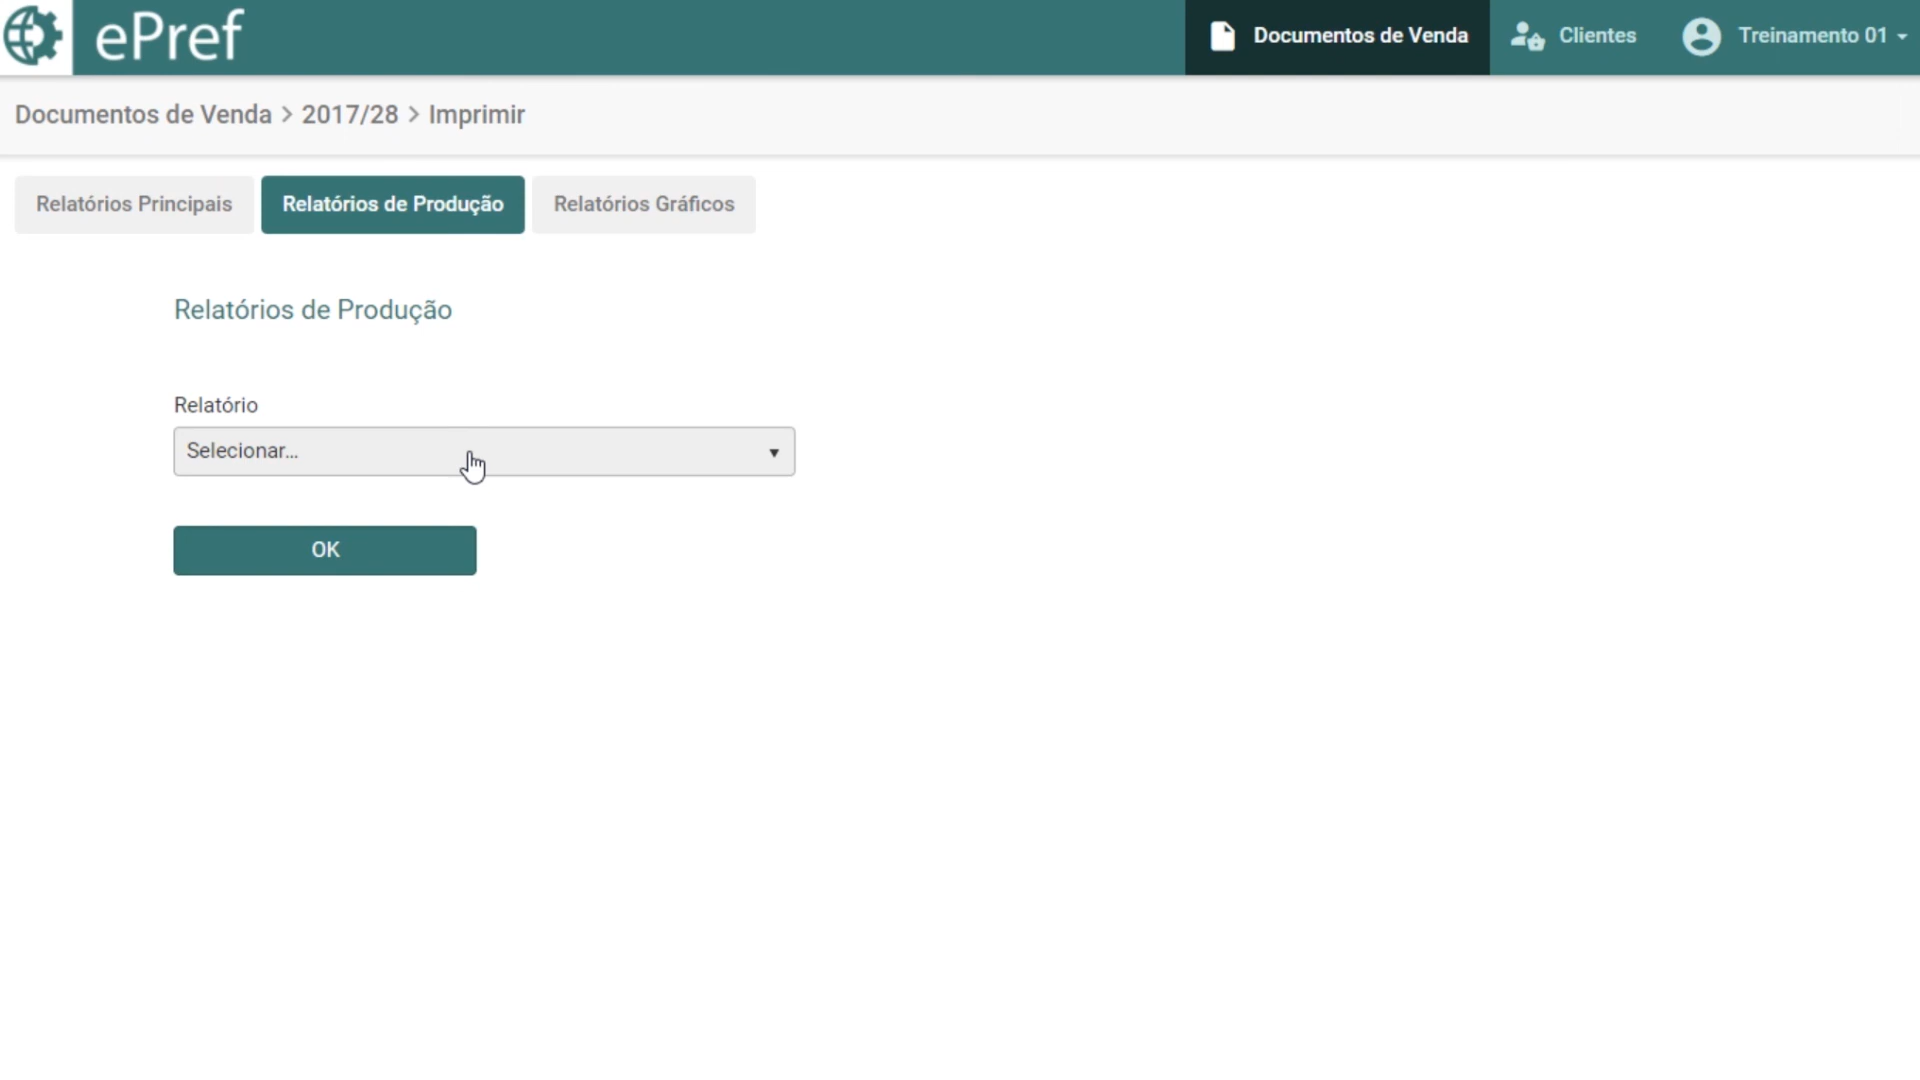 ePref
Documentos de Venda
Clientes
Treinamento 01
Documentos de Venda > 2017/28 > Imprimir
Relatórios Principais
Relatórios de Produção
Relatórios Gráficos
Relatórios de Produção
Relatório
Selecionar...
OK